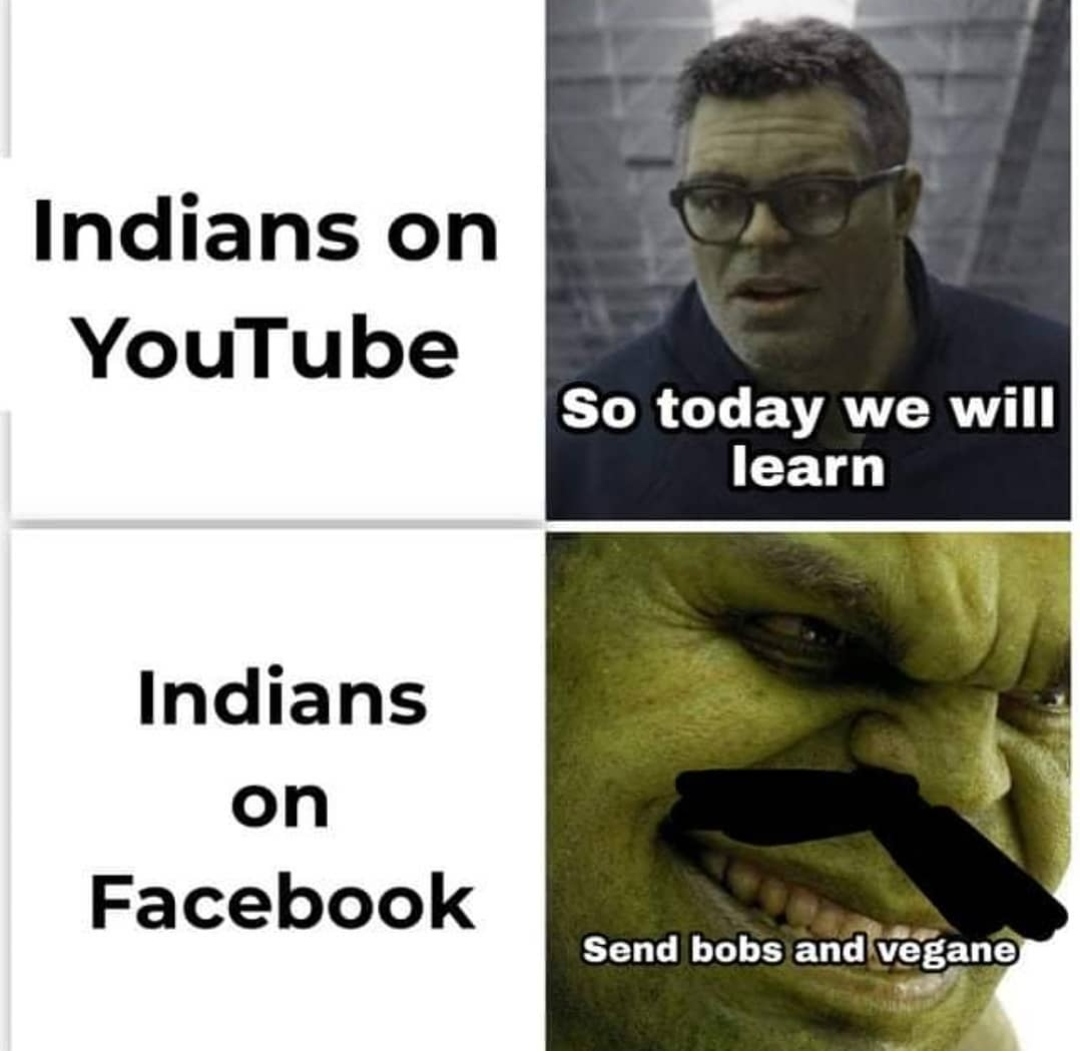 Indians on
YouTube
So today we will
learn
Indians
on
Facebook
Send bobs and vegane